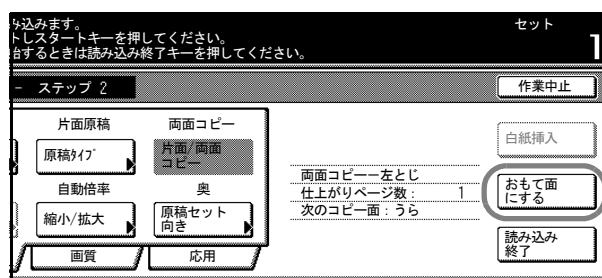 み込みます。
トしスタートキーを押してください。
始するときは読み込み終了キーを押してください。
セット
1
- ステップ 2
作業中止
片面原稿
両面コピー
原稿ﾀｲﾌﾟ
片面/両面
コピー
自動倍率
奥
縮小/拡大
原稿セット
向き
画質
応用
両面コピーー左とじ
仕上がりページ数: 1
次のコピー面:うら
白紙挿入
おもて面
にする
読み込み
終了